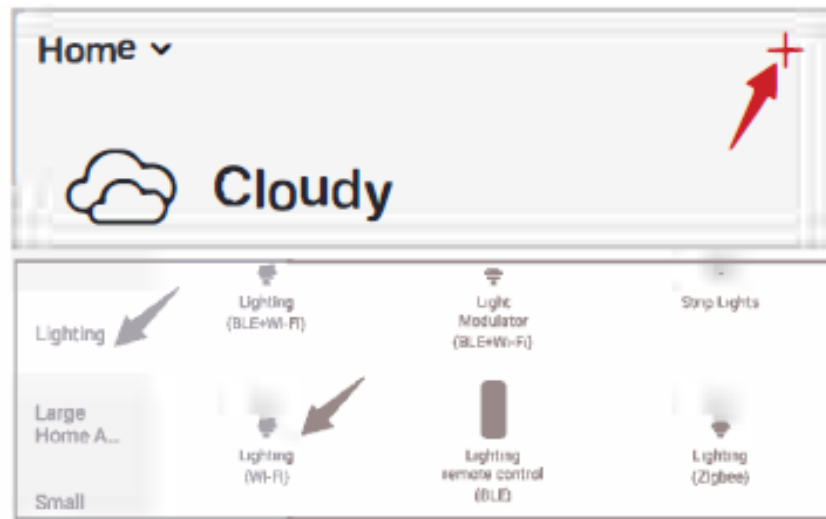 Home
Cloudy
Lighting
(BLE+Wi-Fi)
Light
Modulator
(BLE+Wi-Fi)
Strip Lights
Lighting
Large
Home A...
Lighting
(Wi-Fi)
Lighting
remote control
(BLE)
Lighting
(Zigbee)
Small